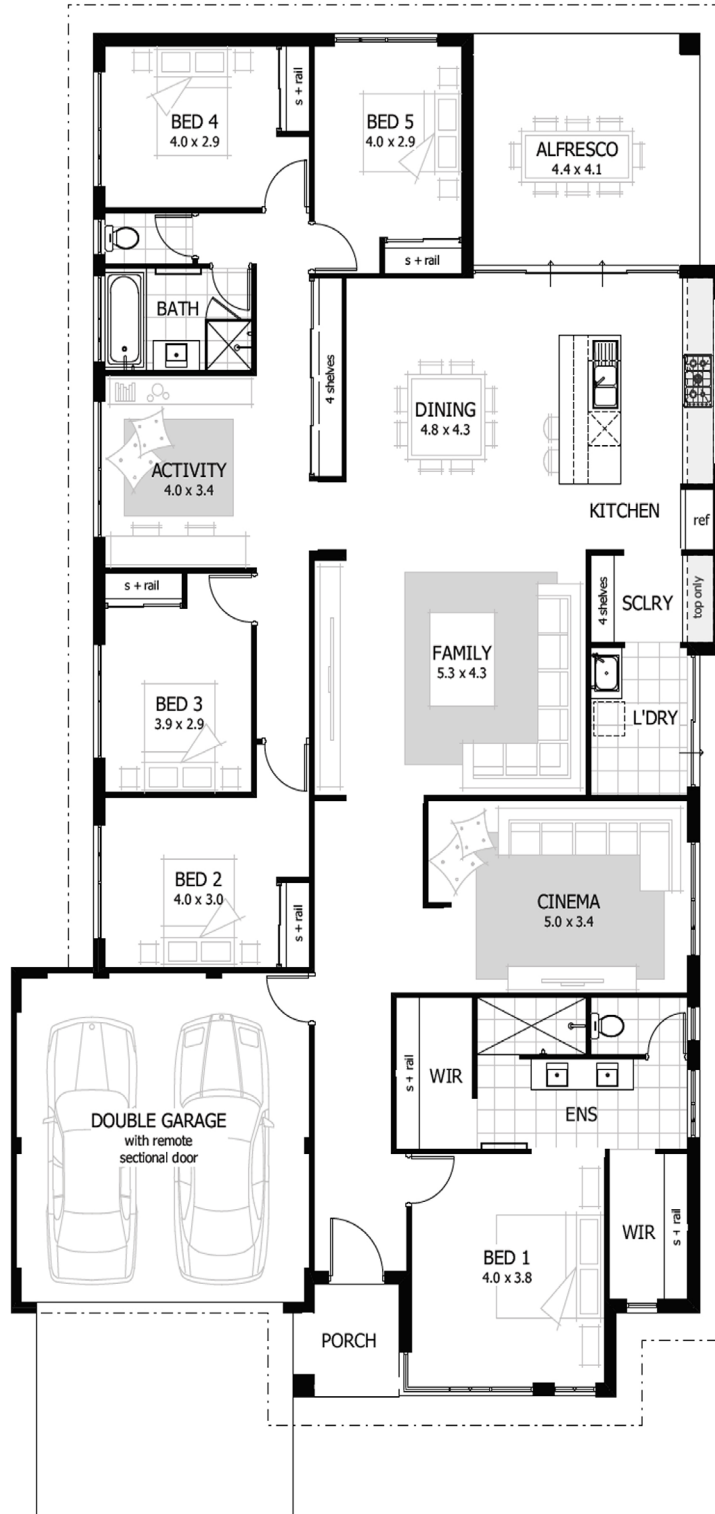 s + rail
BED 4
4.0 x 2.9
BED 5
4.0 x 2.9
ALFRESCO
4.4 x 4.1
s + rail
BATH
4 shelves
DINING
4.8 x 4.3
ACTIVITY
4.0 x 3.4
KITCHEN
ref
s + rail
4 shelves
SCLRY
top only
FAMILY
5.3 x 4.3
BED 3
3.9 x 2.9
L'DRY
BED 2
4.0 x 3.0
s + rail
CINEMA
5.0 x 3.4
s + rail
WIR
ENS
DOUBLE GARAGE
with remote
sectional door
BED 1
4.0 x 3.8
WIR
s + rail
PORCH